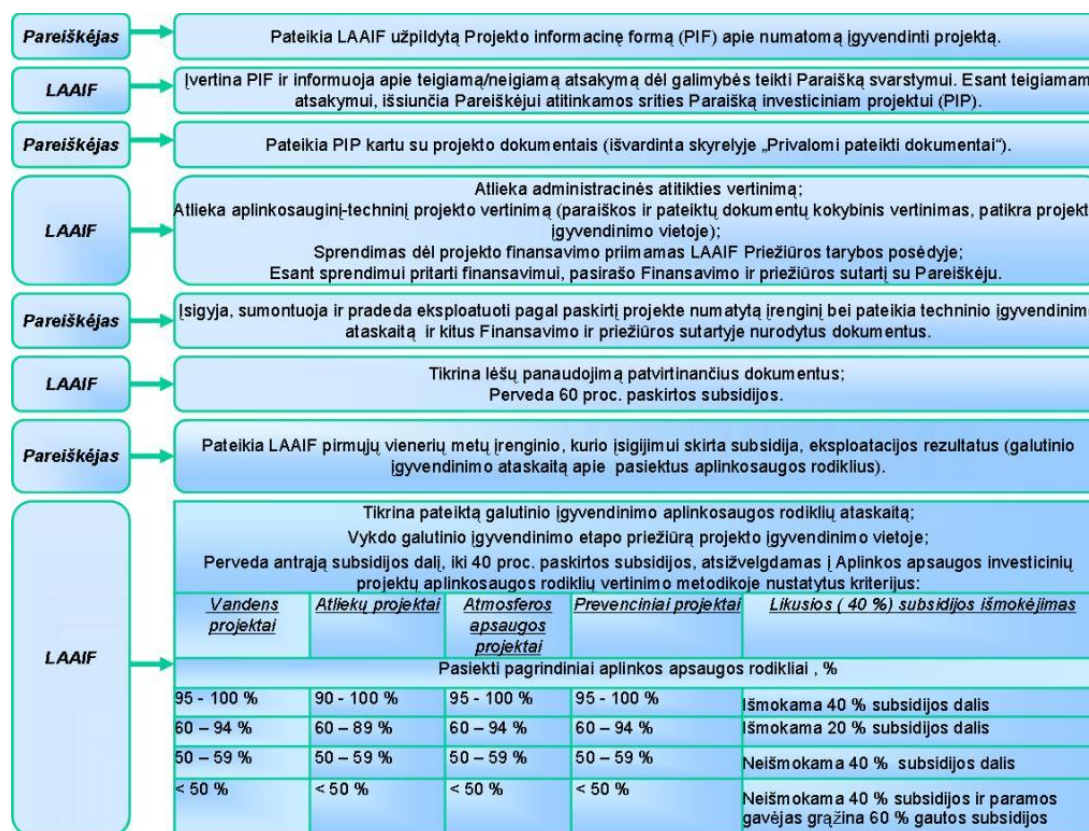 Pareiškėjas
Pateikia LAAIF užpildytą Projekto informacinę formą (PIF) apie numatomą įgyvendinti projektą.
LAAIF
Įvertina PIF ir informuoja apie teigiamą/neigiamą atsakymą dėl galimybės teikti Paraišką svarstymui. Esant teigiamam
atsakymui, išsiunčia Pareiškėjui atitinkamos srities Paraišką investiciniam projektui (PIP).
Pareiškėjas
Pateikia PIP kartu su projekto dokumentais (išvardinta skyrelyje „Privalomi pateikti dokumentai“).
LAAIF
Atlieka administracinės atitikties vertinimą;
Atlieka aplinkosauginį-techninį projekto vertinimą (paraiškos ir pateiktų dokumentų kokybinis vertinimas, patikra projekt
įgyvendinimo vietoje);
Sprendimas dėl projekto finansavimo priimamas LAAIF Priežiūros tarybos posėdyje;
Esant sprendimui pritarti finansavimui, pasirašo Finansavimo ir priežiūros sutartį su Pareiškėju.
Pareiškėjas
Įsigyja, sumontuoja ir pradeda eksploatuoti pagal paskirtį projekte numatytą įrenginį bei pateikia techninio įgyvendinim
ataskaitą ir kitus Finansavimo ir priežiūros sutartyje nurodytus dokumentus.
LAAIF
Tikrina lėšų panaudojimą patvirtinančius dokumentus;
Perveda 60 proc. paskirtos subsidijos.
Pareiškėjas
Pateikia LAAIF pirmųjų vienerių metų įrenginio, kurio įsigijimui skirta subsidija, eksploatacijos rezultatus (galutinio
įgyvendinimo ataskaitą apie pasiektus aplinkosaugos rodiklius).
LAAIF
Tikrina pateiktą galutinio įgyvendinimo aplinkosaugos rodiklių ataskaitą;
Vykdo galutinio įgyvendinimo etapo priežiūrą projekto įgyvendinimo vietoje;
Perveda antrąją subsidijos dalį, iki 40 proc. paskirtos subsidijos, atsižvelgdamas į Aplinkos apsaugos investicinių
projektų aplinkosaugos rodiklių vertinimo metodikoje nustatytus kriterijus:
Vandens projektai Atliekų projektai Atmosferos apsaugos projektai Prevenciniai projektai Likusios ( 40 %) subsidijos išmokėjimas
Pasiekti pagrindiniai aplinkos apsaugos rodikliai , %
95 - 100 % 90 - 100 % 95 - 100 % 95 - 100 % Išmokama 40 % subsidijos dalis
60 – 94 % 60 – 89 % 60 – 94 % 60 – 94 % Išmokama 20 % subsidijos dalis
50 – 59 % 50 – 59 % 50 – 59 % 50 – 59 % Neišmokama 40 % subsidijos dalis
< 50 % < 50 % < 50 % < 50 % Neišmokama 40 % subsidijos ir paramos
gavėjas grąžina 60 % gautos subsidijos